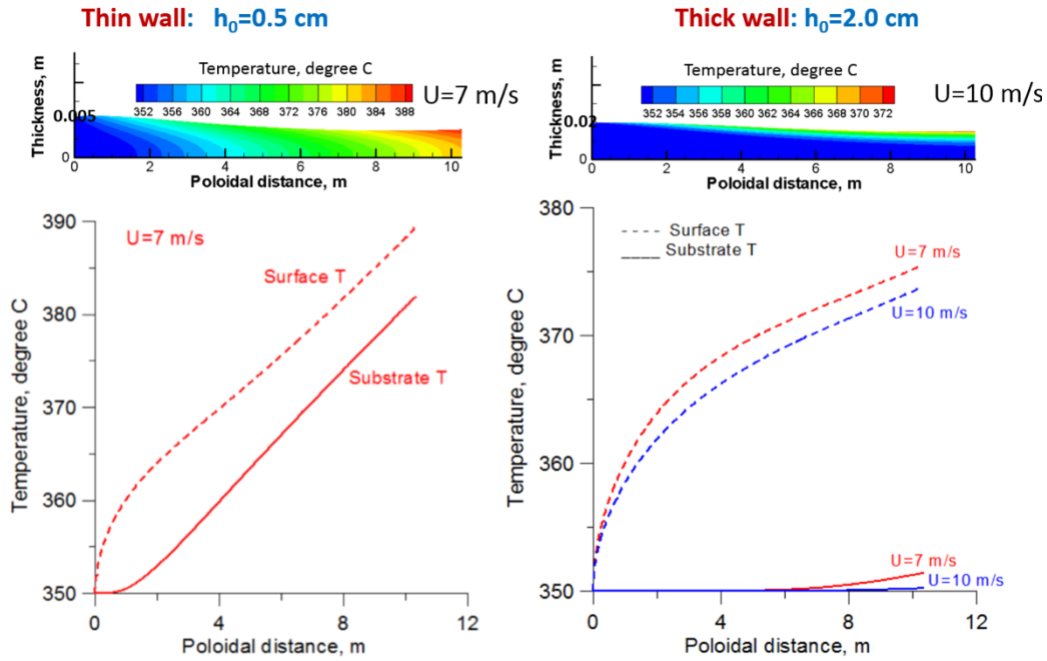 Thin wall: h₀=0.5 cm
Thickness, m
0.005
0
Temperature, degree C
352 356 360 364 368 372 376 380 384 388
U=7 m/s
0 2 4 6 8 10
Poloidal distance, m
390
380
370
360
350
Temperature, degree C
U=7 m/s
Surface T
Substrate T
0 4 8 12
Poloidal distance, m
Thick wall: h₀=2.0 cm
Thickness, m
0.02
0
Temperature, degree C
352 354 356 358 360 362 364 366 368 370 372
U=10 m/s
0 2 4 6 8 10
Poloidal distance, m
380
370
360
350
Temperature, degree C
Surface T
Substrate T
U=7 m/s
U=10 m/s
U=7 m/s
U=10 m/s
0 4 8 12
Poloidal distance, m